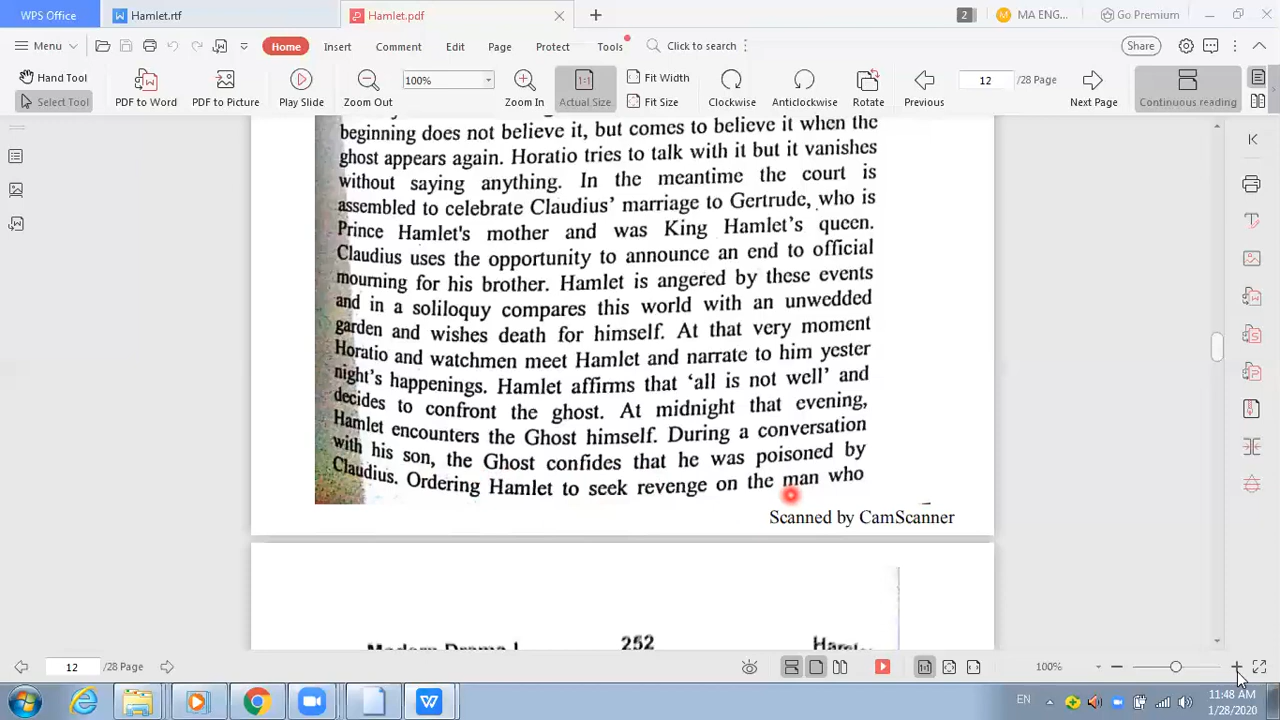 WPS Office
Hamlet.rtf
Hamlet.pdf
2
MA ENG...
Go Premium
Menu
Home
Insert
Comment
Edit
Page
Protect
Tools
Click to search
Share
Hand Tool
Select Tool
PDF to Word
PDF to Picture
Play Slide
Zoom Out
100%
Zoom In
1:1
Actual Size
Fit Width
Fit Size
Clockwise
Anticlockwise
Rotate
Previous
12
/28 Page
Next Page
Continuous reading
beginning does not believe it, but comes to believe it when the
ghost appears again. Horatio tries to talk with it but it vanishes
without saying anything. In the meantime the court is
assembled to celebrate Claudius' marriage to Gertrude, who is
Prince Hamlet's mother and was King Hamlet's queen.
Claudius uses the opportunity to announce an end to official
mourning for his brother. Hamlet is angered by these events
and in a soliloquy compares this world with an unwedded
garden and wishes death for himself. At that very moment
Horatio and watchmen meet Hamlet and narrate to him yester
night's happenings. Hamlet affirms that 'all is not well' and
decides to confront the ghost. At midnight that evening,
Hamlet encounters the Ghost himself. During a conversation
with his son, the Ghost confides that he was poisoned by
Claudius. Ordering Hamlet to seek revenge on the man who
Scanned by CamScanner
Modern Drama I 252
12
/28 Page
100%
EN
11:48 AM
1/28/2020